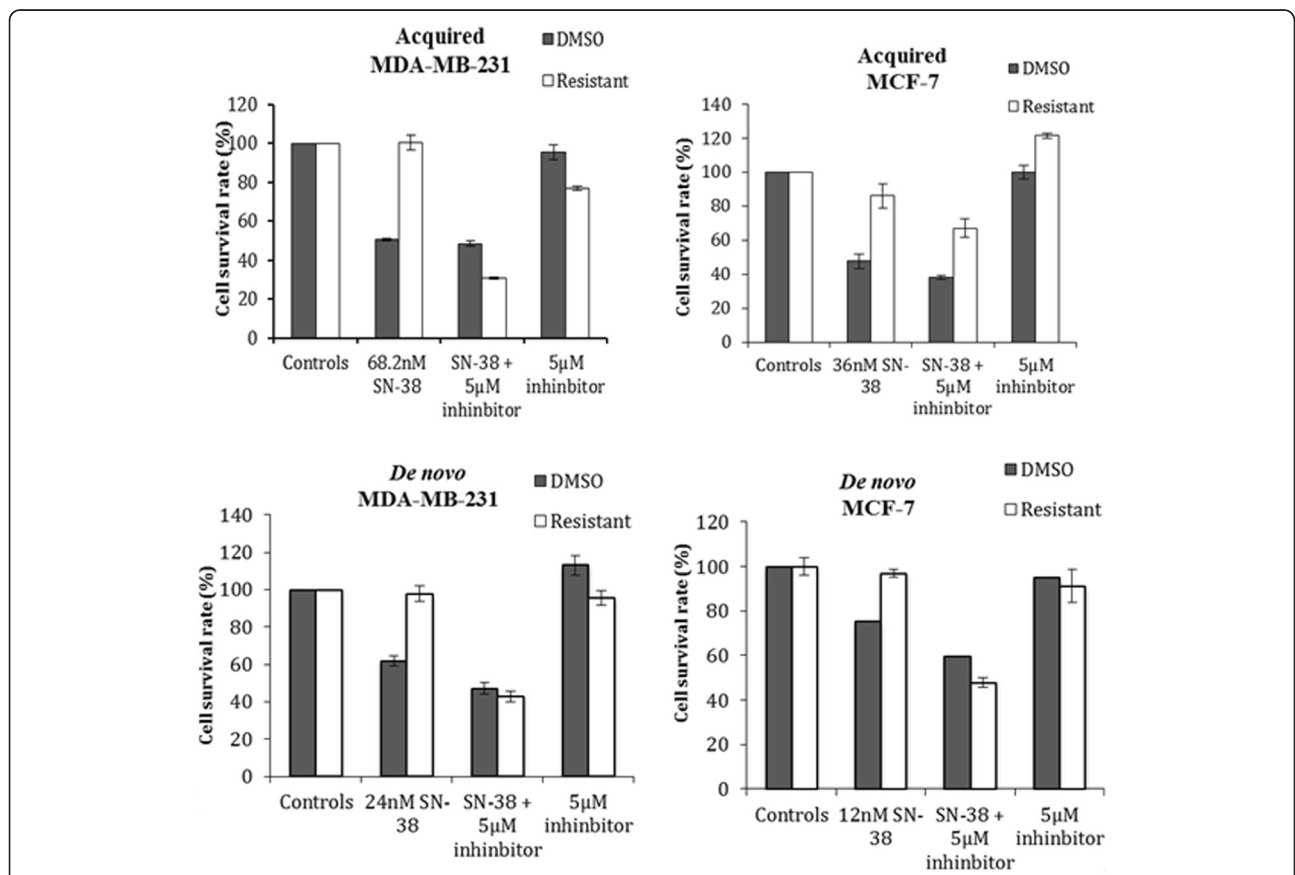 Acquired
MDA-MB-231
DMSO
Resistant
Cell survival rate (%)
120
100
80
60
40
20
0
Controls
68.2nM
SN-38
SN-38 +
5µM
inhinbitor
5µM
inhinbitor
Acquired
MCF-7
DMSO
Resistant
Cell survival rate (%)
140
120
100
80
60
40
20
0
Controls
36nM SN-
38
SN-38 +
5µM
inhinbitor
5µM
inhinbitor
De novo
MDA-MB-231
DMSO
Resistant
Cell survival rate (%)
140
120
100
80
60
40
20
0
Controls
24nM SN-
38
SN-38 +
5µM
inhinbitor
5µM
inhinbitor
De novo
MCF-7
DMSO
Resistant
Cell survival rate (%)
120
100
80
60
40
20
0
Controls
12nM SN-
38
SN-38 +
5µM
inhinbitor
5µM
inhinbitor